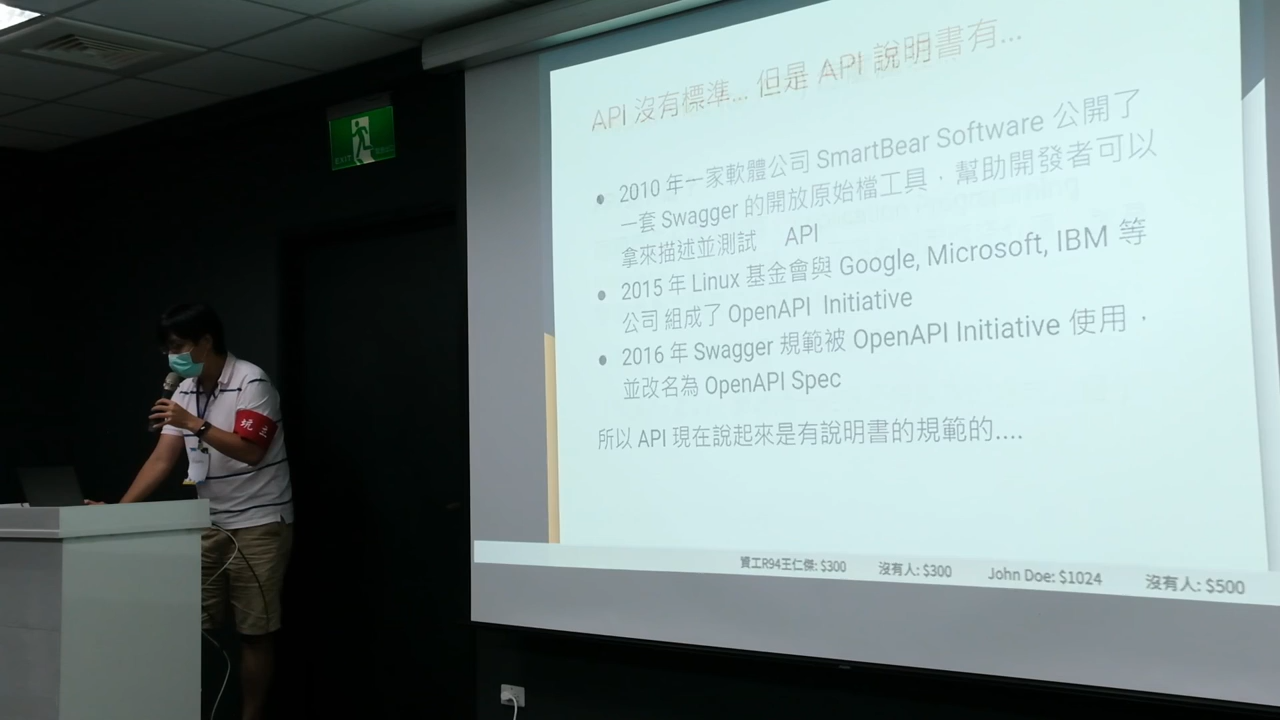 API 沒有標準... 但是 API 說明書有...
• 2010 年一家軟體公司 SmartBear Software 公開了
一套 Swagger 的開放原始檔工具，幫助開發者可以
拿來描述並測試 API
• 2015 年 Linux 基金會與 Google, Microsoft, IBM 等
公司 組成了 OpenAPI Initiative
• 2016 年 Swagger 規範被 OpenAPI Initiative 使用，
並改名為 OpenAPI Spec
所以 API 現在說起來是有說明書的規範的....
資工R94王仁傑: $300 沒有人: $300 John Doe: $1024 沒有人: $500
EXIT
坑主